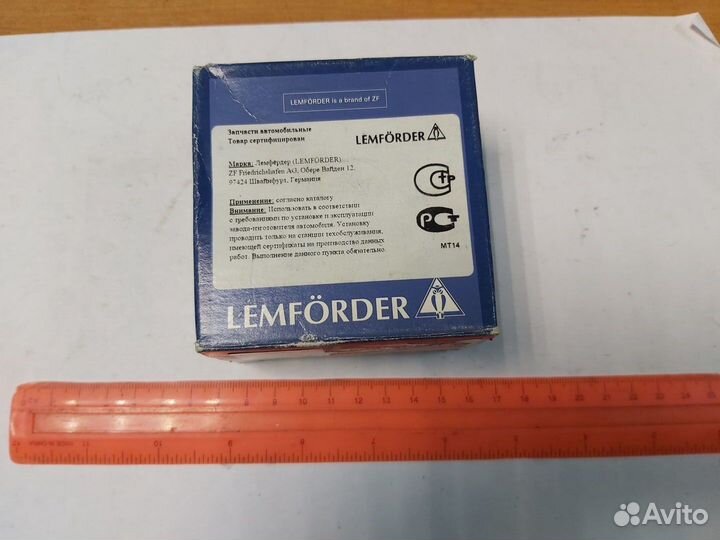 LEMFÖRDER is a brand of ZF
Запчасти автомобильные
Товар сертифицирован
LEMFÖRDER
Марка: Лемфёрдер (LEMFÖRDER)
ZF Friedrichshafen AG, Обере Вайден 12,
97424 Швайнфурт, Германия
Применение: согласно каталогу
Внимание: Использовать в соответствии
с требованиями по установке и эксплуатации
завода-изготовителя автомобиля. Установку
проводить только на станции техобслуживания,
имеющей сертификаты на производство данных
работ. Выполнение данного пункта обязательно.
МТ14
LEMFÖRDER
Avito